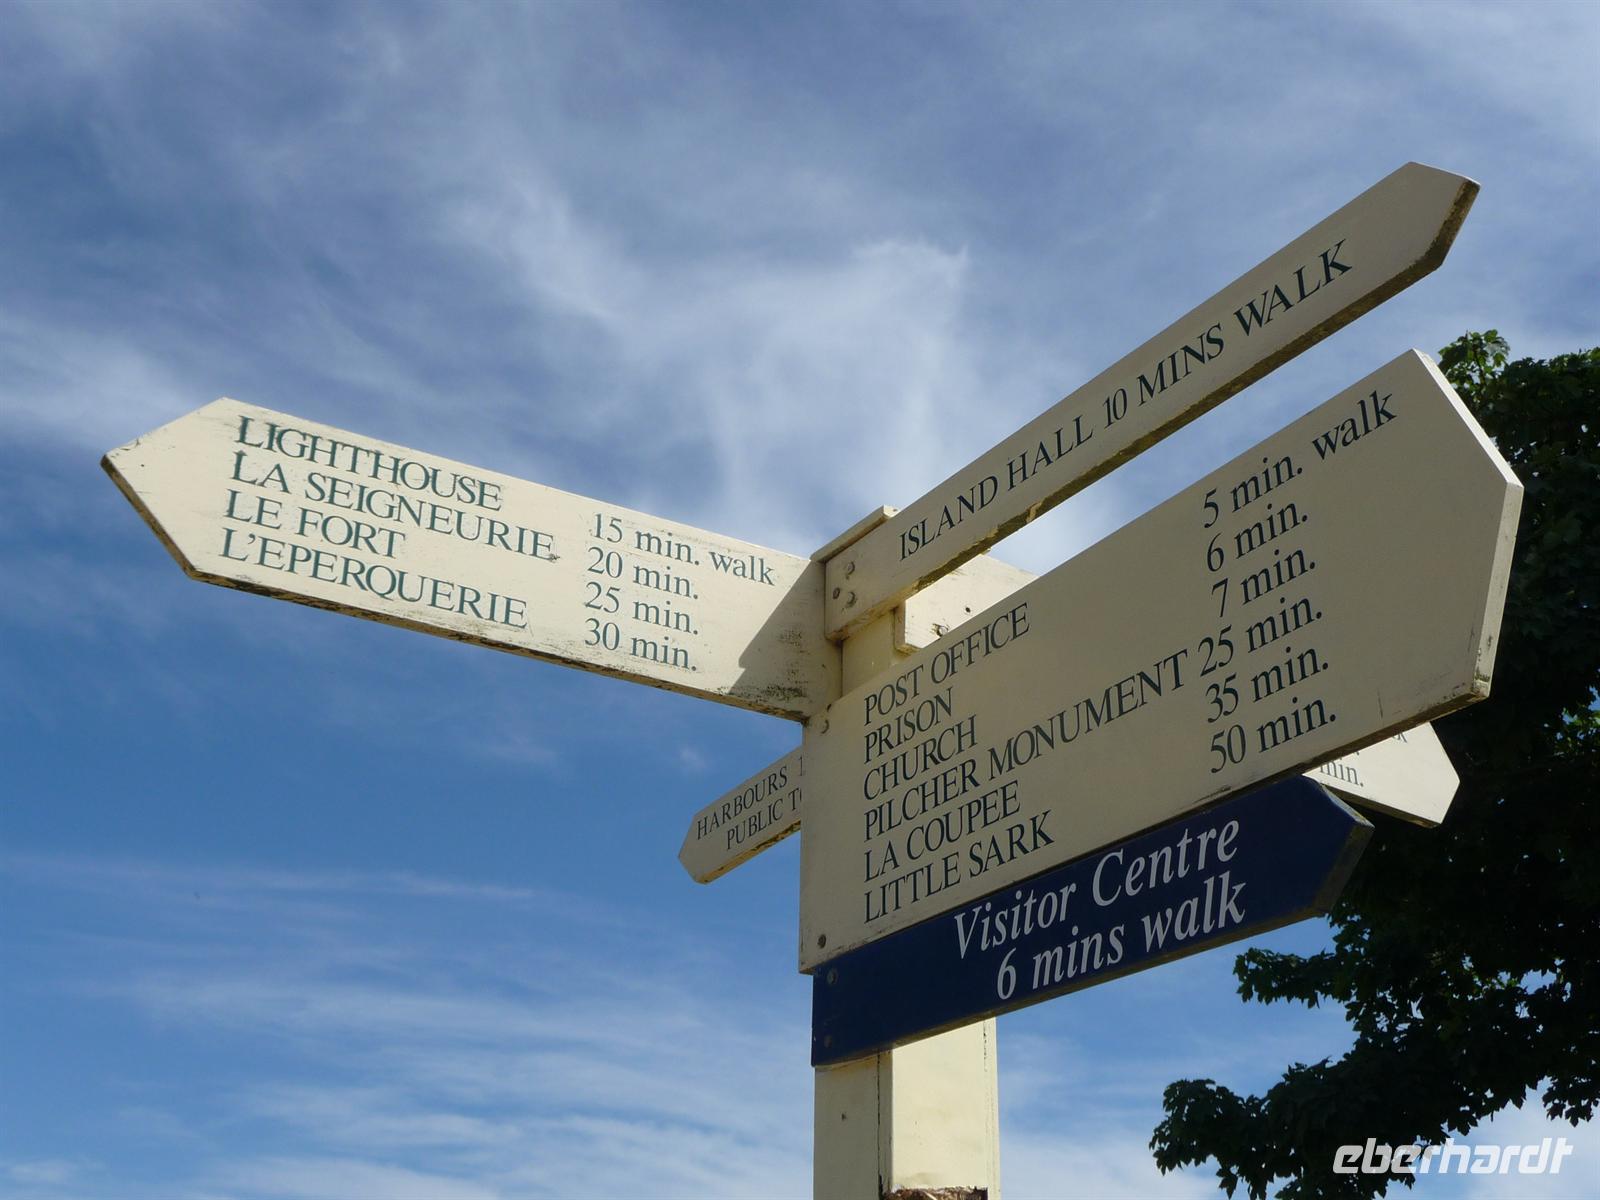 LIGHTHOUSE 15 min. walk
LA SEIGNEURIE 20 min.
LE FORT 25 min.
L'EPERQUERIE 30 min.
ISLAND HALL 10 MINS WALK
POST OFFICE 5 min. walk
PRISON 6 min.
CHURCH 7 min.
PILCHER MONUMENT 25 min.
LA COUPEE 35 min.
LITTLE SARK 50 min.
HARBOURS
PUBLIC
min.
Visitor Centre
6 mins walk
eberhardt